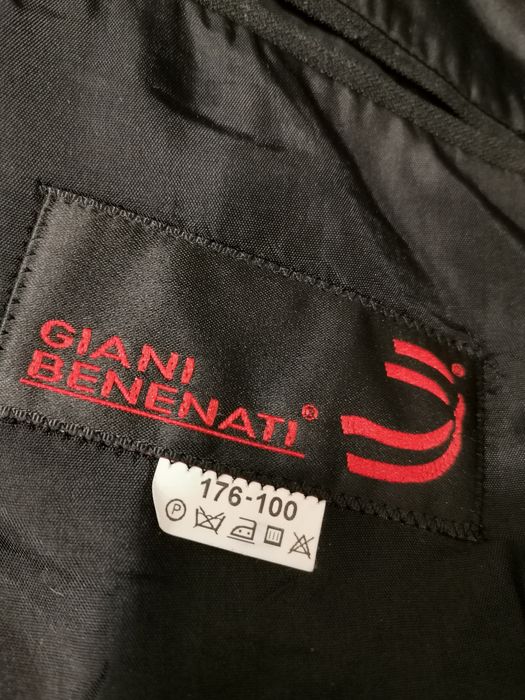 GIANI
BENENATI®
176-100
P